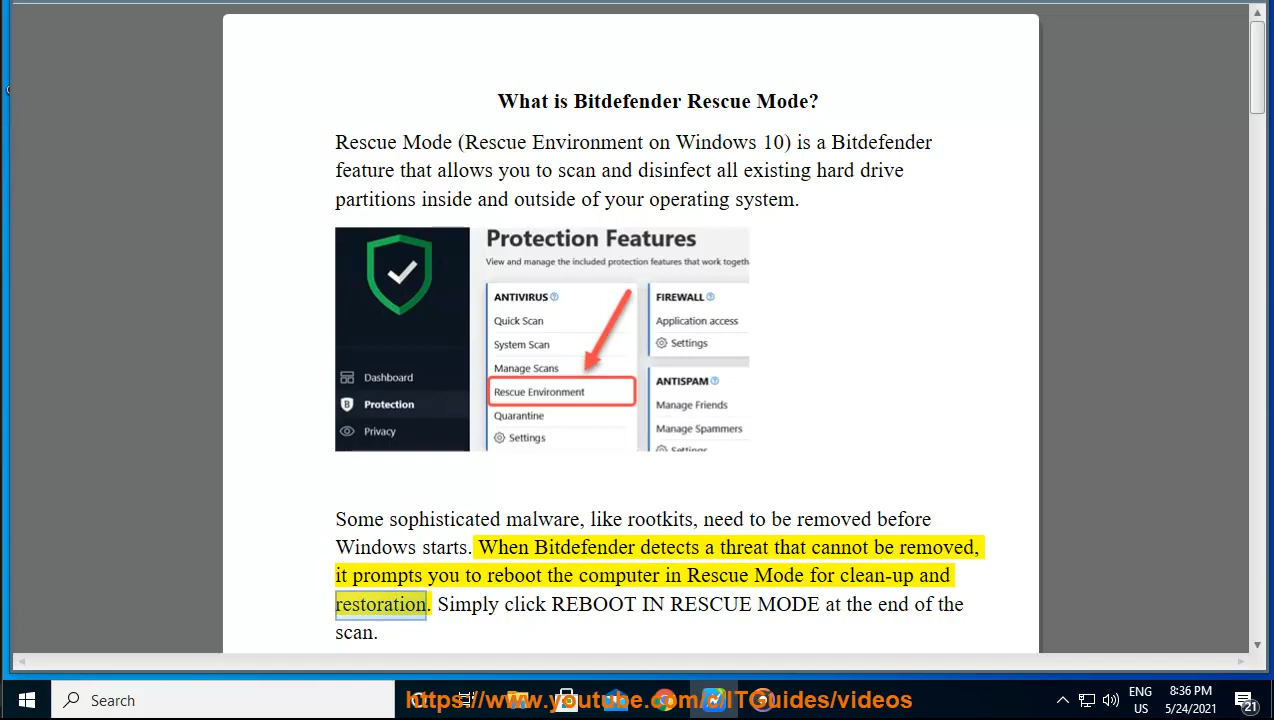 What is Bitdefender Rescue Mode?
Rescue Mode (Rescue Environment on Windows 10) is a Bitdefender
feature that allows you to scan and disinfect all existing hard drive
partitions inside and outside of your operating system.
Protection Features
View and manage the included protection features that work togeth
ANTIVIRUS
Quick Scan
System Scan
Manage Scans
Rescue Environment
Quarantine
Settings
FIREWALL
Application access
Settings
ANTISPAM
Manage Friends
Manage Spammers
Settings
Dashboard
Protection
Privacy
Some sophisticated malware, like rootkits, need to be removed before
Windows starts. When Bitdefender detects a threat that cannot be removed,
it prompts you to reboot the computer in Rescue Mode for clean-up and
restoration. Simply click REBOOT IN RESCUE MODE at the end of the
scan.
Search
https://www.youtube.com/c/ITGuides/videos
ENG
US
8:36 PM
5/24/2021
21